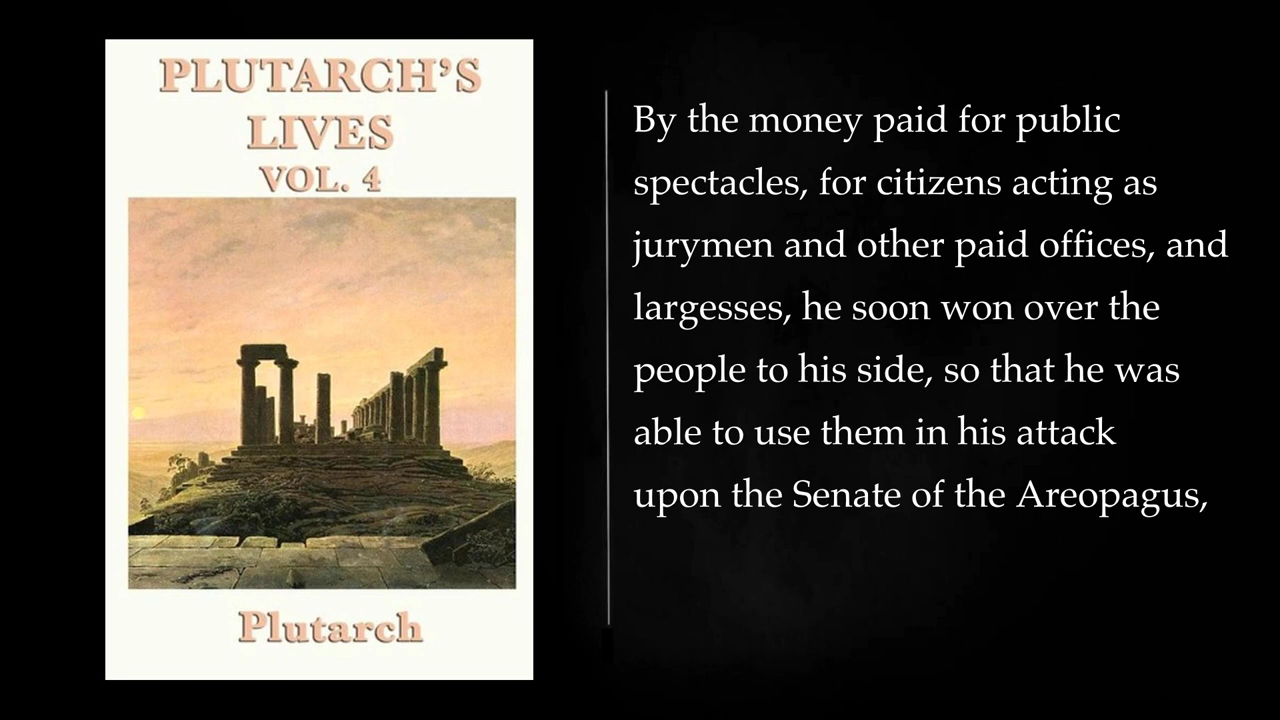 PLUTARCH'S
LIVES
VOL. 4
Plutarch
By the money paid for public
spectacles, for citizens acting as
jurymen and other paid offices, and
largesses, he soon won over the
people to his side, so that he was
able to use them in his attack
upon the Senate of the Areopagus,